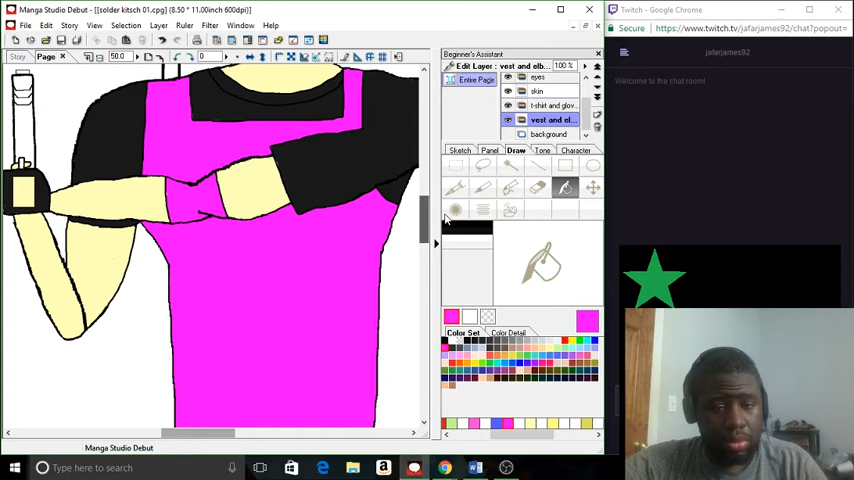 Manga Studio Debut - [[solder kitsch 01.cpg] (8.50 * 11.00inch 600dpi)]
File Edit Story View Selection Layer Ruler Filter Window Help
Story Page 50.0 0
Beginner's Assistant
Edit Layer: vest and elb... 100 %
Entire Page
eyes
skin
t-shirt and glov
vest and el...
background
Sketch Panel Draw Tone Character
Color Set Color Detail
Manga Studio Debut
Type here to search
Twitch - Google Chrome
Secure https://www.twitch.tv/jafarjames92/chat?popout=
jafarjames92
Welcome to the chat room!